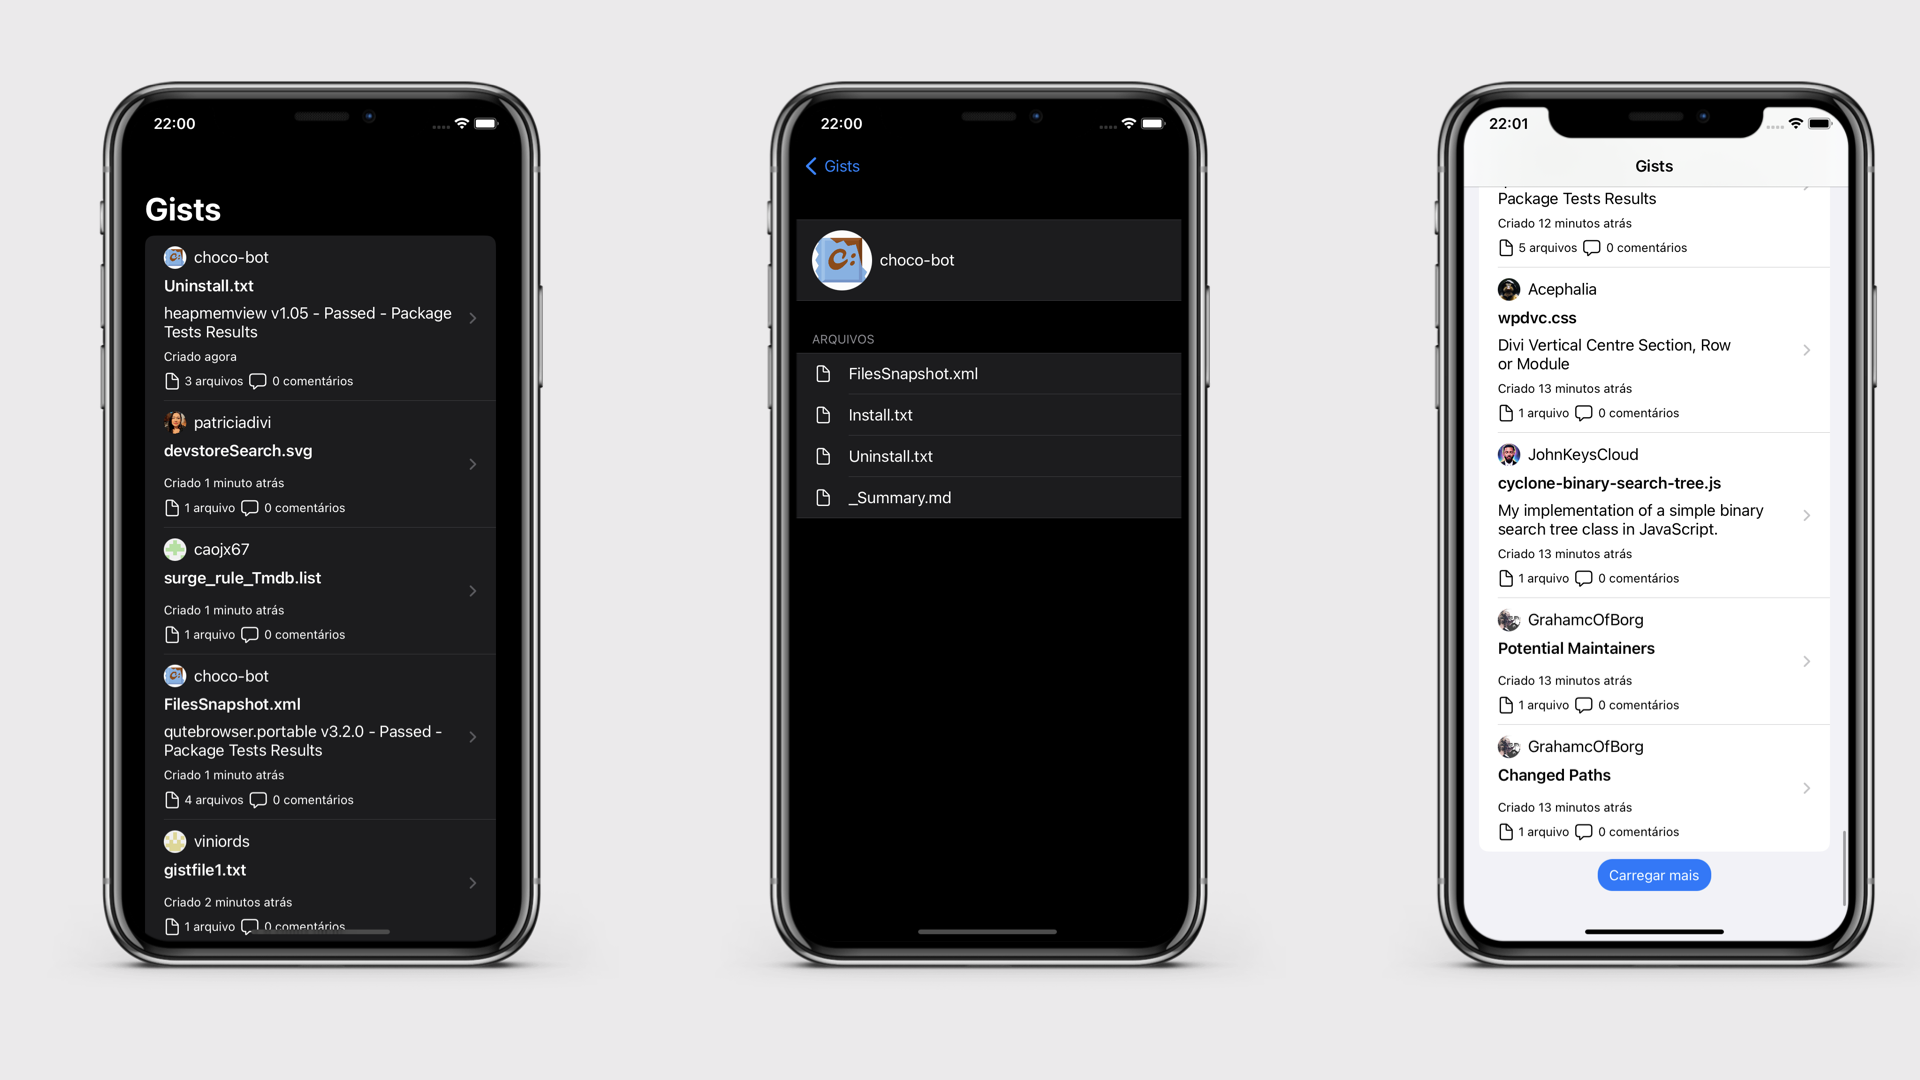 22:00
Gists
choco-bot
Uninstall.txt
heapmemview v1.05 - Passed - Package
Tests Results
Criado agora
3 arquivos 0 comentários
patriciadivi
devstoreSearch.svg
Criado 1 minuto atrás
1 arquivo 0 comentários
caojx67
surge_rule_Tmdb.list
Criado 1 minuto atrás
1 arquivo 0 comentários
choco-bot
FilesSnapshot.xml
qutebrowser.portable v3.2.0 - Passed -
Package Tests Results
Criado 1 minuto atrás
4 arquivos 0 comentários
viniords
gistfile1.txt
Criado 2 minutos atrás
1 arquivo 0 comentários
22:00
Gists
choco-bot
ARQUIVOS
FilesSnapshot.xml
Install.txt
Uninstall.txt
_Summary.md
22:01
Gists
Package Tests Results
Criado 12 minutos atrás
5 arquivos 0 comentários
Acephalia
wpdvc.css
Divi Vertical Centre Section, Row
or Module
Criado 13 minutos atrás
1 arquivo 0 comentários
JohnKeysCloud
cyclone-binary-search-tree.js
My implementation of a simple binary
search tree class in JavaScript.
Criado 13 minutos atrás
1 arquivo 0 comentários
GrahamcOfBorg
Potential Maintainers
Criado 13 minutos atrás
1 arquivo 0 comentários
GrahamcOfBorg
Changed Paths
Criado 13 minutos atrás
1 arquivo 0 comentários
Carregar mais